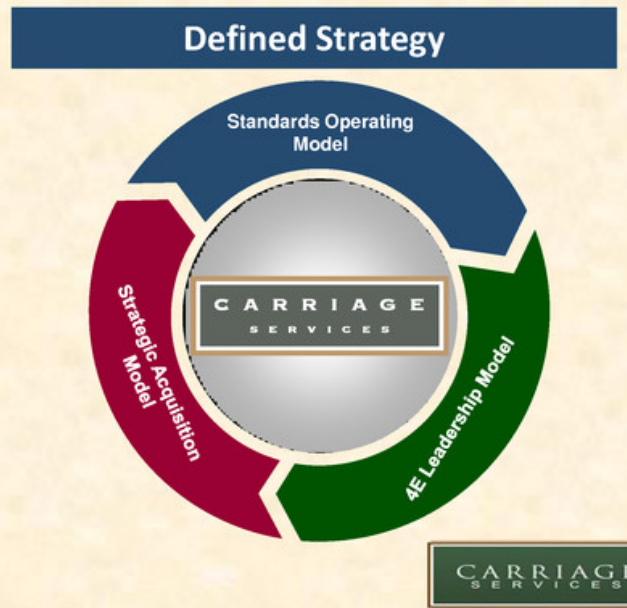 Defined Strategy
Standards Operating
Model
Strategic Acquisition
Model
CARRIAGE
SERVICES
4E Leadership Model
CARRIAGE
SERVICES